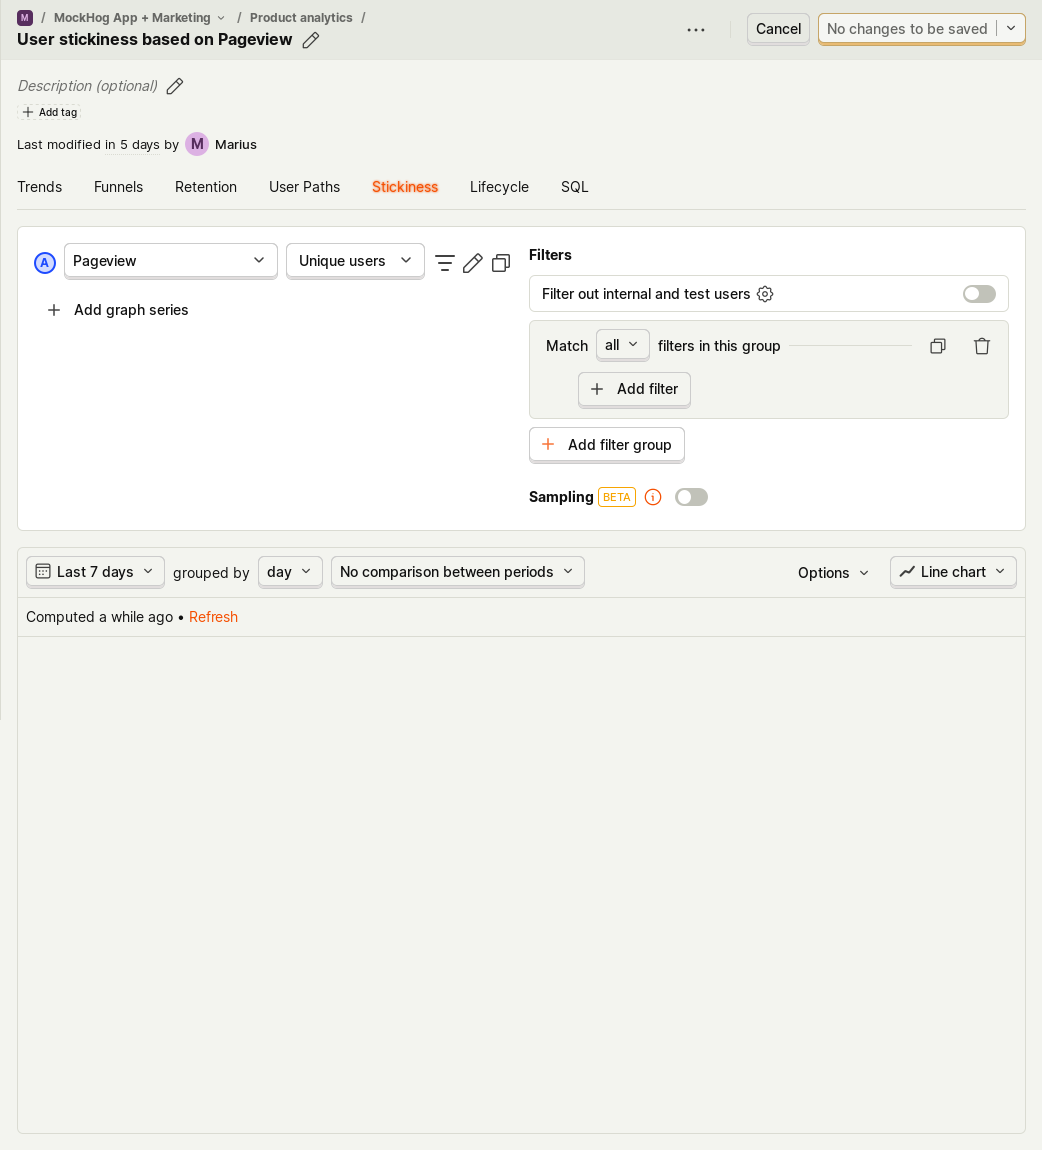 M / MockHog App + Marketing / Product analytics /
User stickiness based on Pageview
Cancel
No changes to be saved
Description (optional)
Add tag
Last modified in 5 days by M Marius
Trends Funnels Retention User Paths Stickiness Lifecycle SQL
A Pageview Unique users
Add graph series
Filters
Filter out internal and test users
Match all filters in this group
Add filter
Add filter group
Sampling BETA
Last 7 days grouped by day No comparison between periods Options Line chart
Computed a while ago • Refresh